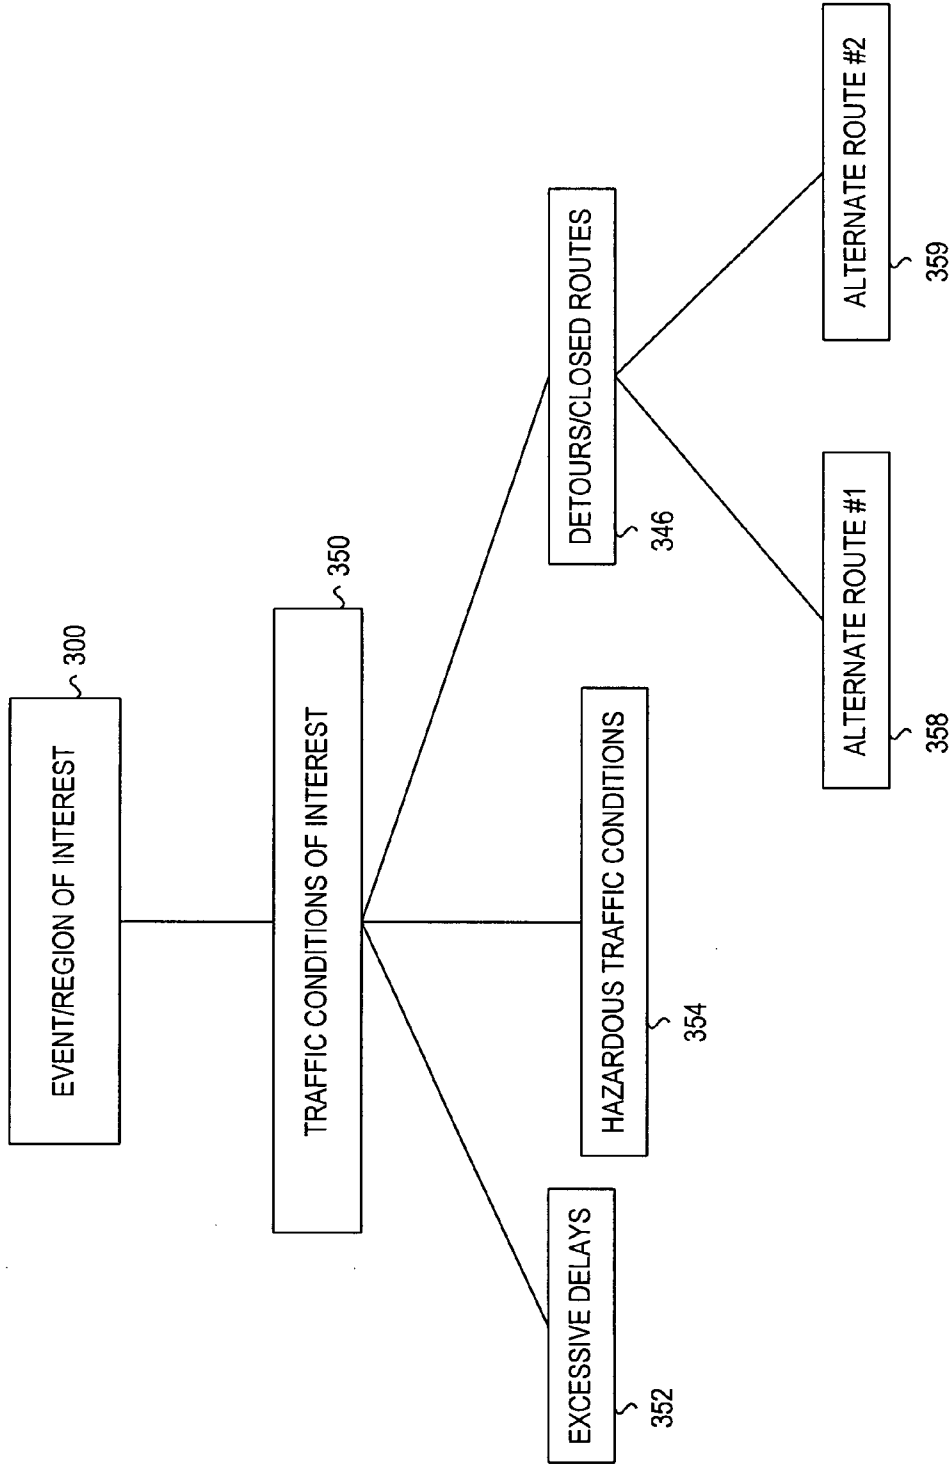 EVENT/REGION OF INTEREST
300
TRAFFIC CONDITIONS OF INTEREST
350
EXCESSIVE DELAYS
352
HAZARDOUS TRAFFIC CONDITIONS
354
DETOURS/CLOSED ROUTES
346
ALTERNATE ROUTE #1
358
ALTERNATE ROUTE #2
359